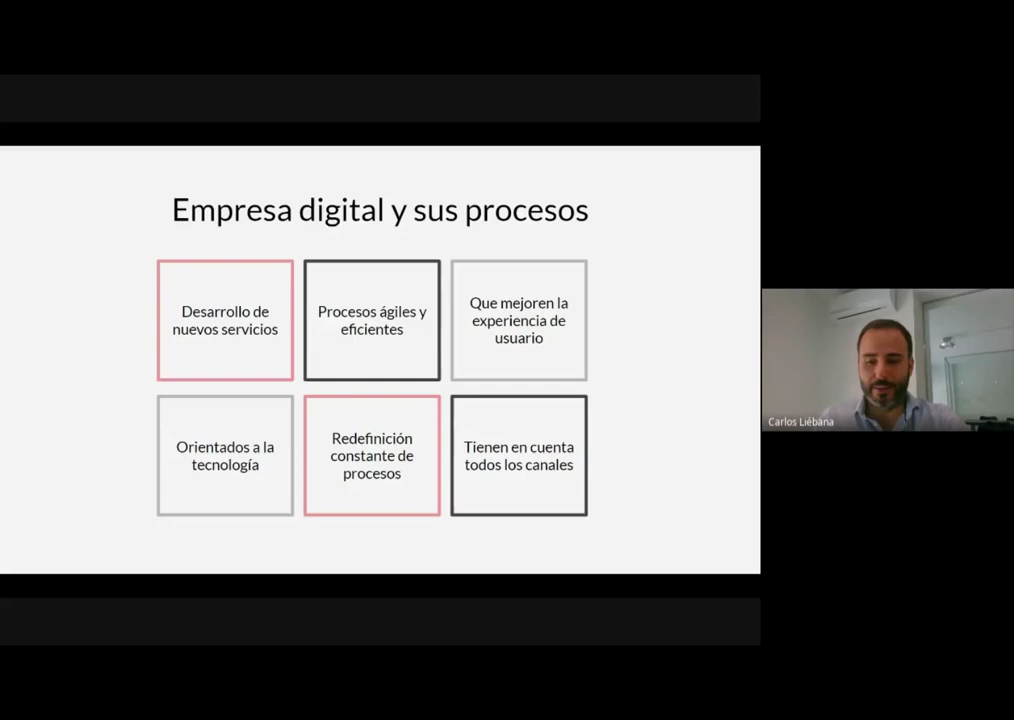 Empresa digital y sus procesos
Desarrollo de
nuevos servicios
Procesos ágiles y
eficientes
Que mejoren la
experiencia de
usuario
Orientados a la
tecnología
Redefinición
constante de
procesos
Tienen en cuenta
todos los canales
Carlos Liébana